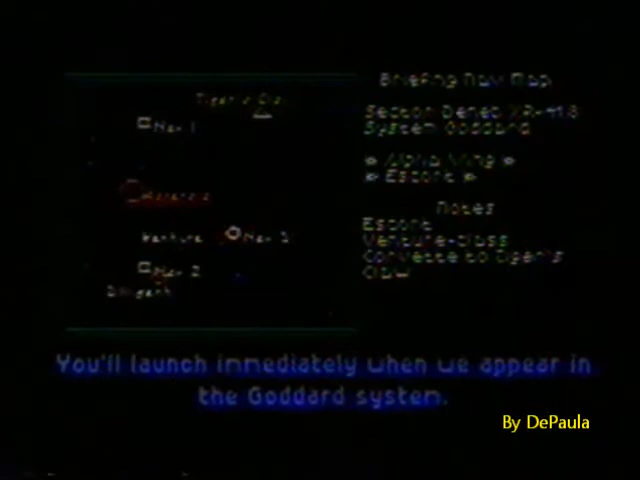 Briefing Nav Map
Tiger's Claw
Sector Deneb
System Goddard
Nav 1
Alpha Wing
Escort
Asteroids
Notes
Escort
Venture Nav 3
Venture-class
Corvette to Tiger's
Claw
Nav 2
Diligent
You'll launch immediately when we appear in
the Goddard system.
By DePaula